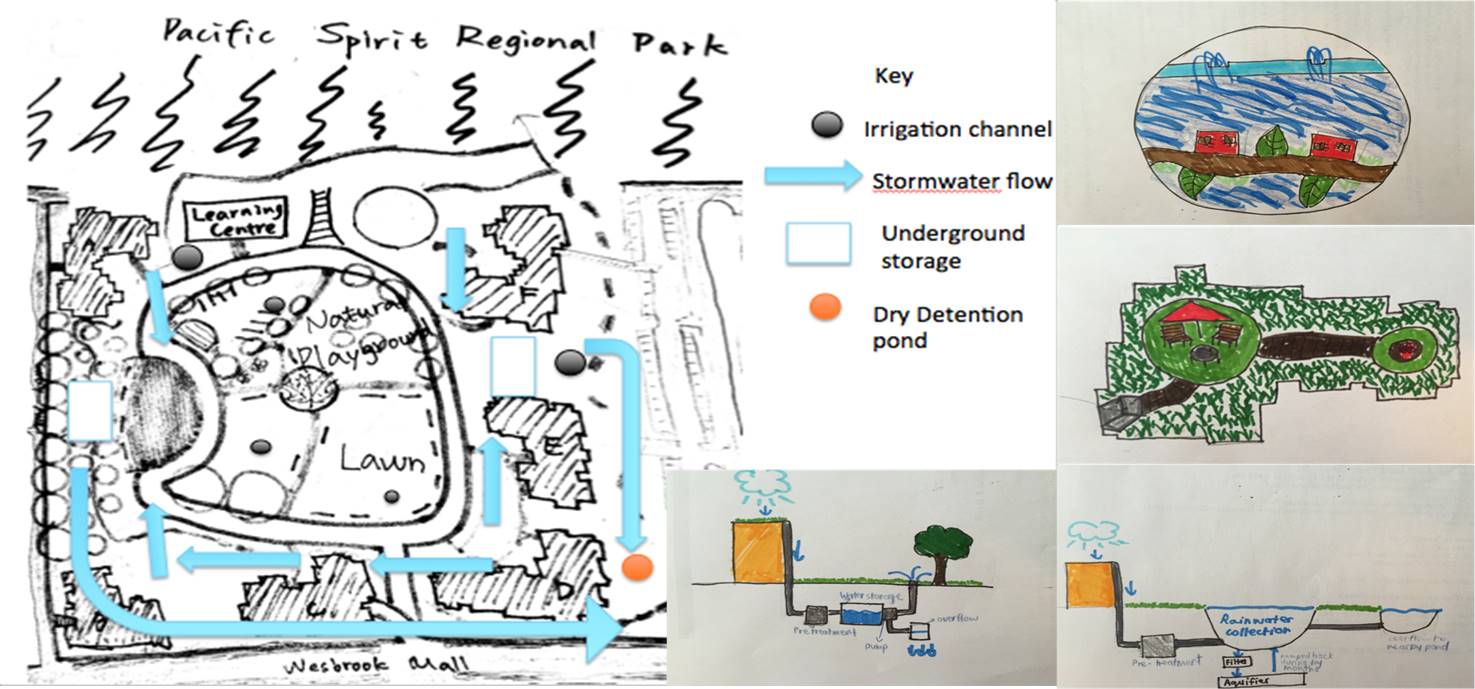 Pacific Spirit Regional Park
Key
Irrigation channel
Stormwater flow
Underground
storage
Dry Detention
pond
Learning
Centre
Natural
Playground
Lawn
F
E
D
Wesbrook Mall
Water storage
Pre treatment
pump
overflow
Rainwater
collection
Pre-treatment
Filter
Aquifier
pumped back
during dry
months
overflow to
nearby pond